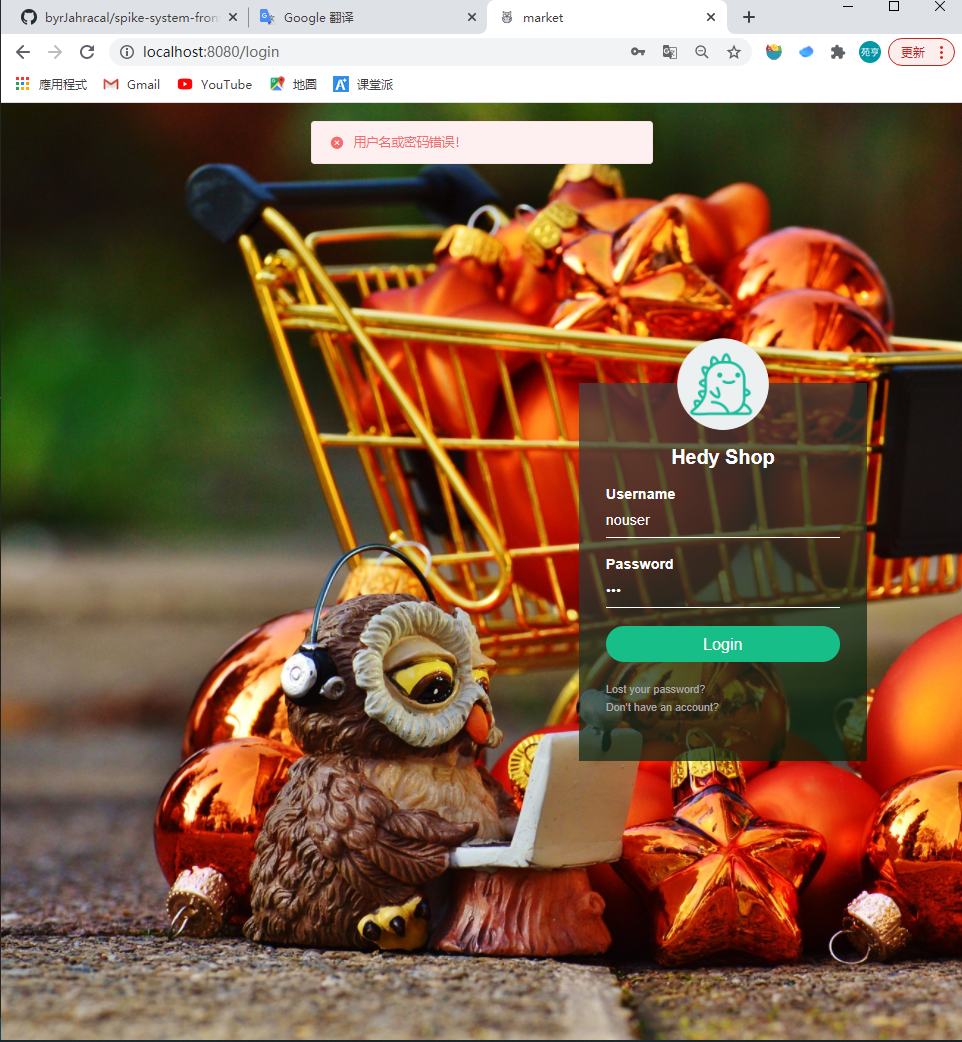 byrJahracal/spike-system-fron
Google 翻译
market
localhost:8080/login
苑亨
更新
應用程式
Gmail
YouTube
地圖
课堂派
用户名或密码错误!
Hedy Shop
Username
nouser
Password
•••
Login
Lost your password?
Don't have an account?